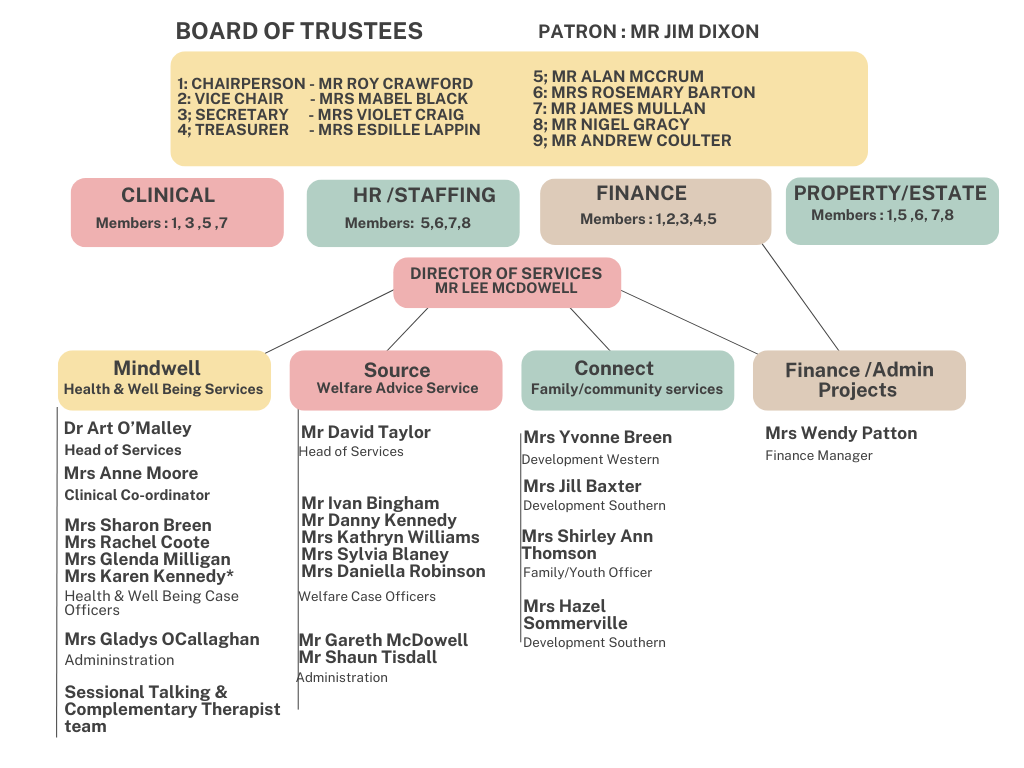 BOARD OF TRUSTEES
PATRON : MR JIM DIXON
1: CHAIRPERSON - MR ROY CRAWFORD
2: VICE CHAIR - MRS MABEL BLACK
3; SECRETARY - MRS VIOLET CRAIG
4; TREASURER - MRS ESDILLE LAPPIN
5; MR ALAN MCCRUM
6: MRS ROSEMARY BARTON
7: MR JAMES MULLAN
8; MR NIGEL GRACY
9; MR ANDREW COULTER
CLINICAL
Members : 1, 3 ,5 ,7
HR /STAFFING
Members: 5,6,7,8
FINANCE
Members : 1,2,3,4,5
PROPERTY/ESTATE
Members : 1,5 ,6, 7,8
DIRECTOR OF SERVICES
MR LEE MCDOWELL
Mindwell
Health & Well Being Services
Dr Art O’Malley
Head of Services
Mrs Anne Moore
Clinical Co-ordinator
Mrs Sharon Breen
Mrs Rachel Coote
Mrs Glenda Milligan
Mrs Karen Kennedy*
Health & Well Being Case
Officers
Mrs Gladys OCallaghan
Admininstration
Sessional Talking &
Complementary Therapist
team
Source
Welfare Advice Service
Mr David Taylor
Head of Services
Mr Ivan Bingham
Mr Danny Kennedy
Mrs Kathryn Williams
Mrs Sylvia Blaney
Mrs Daniella Robinson
Welfare Case Officers
Mr Gareth McDowell
Mr Shaun Tisdall
Administration
Connect
Family/community services
Mrs Yvonne Breen
Development Western
Mrs Jill Baxter
Development Southern
Mrs Shirley Ann
Thomson
Family/Youth Officer
Mrs Hazel
Sommerville
Development Southern
Finance /Admin
Projects
Mrs Wendy Patton
Finance Manager